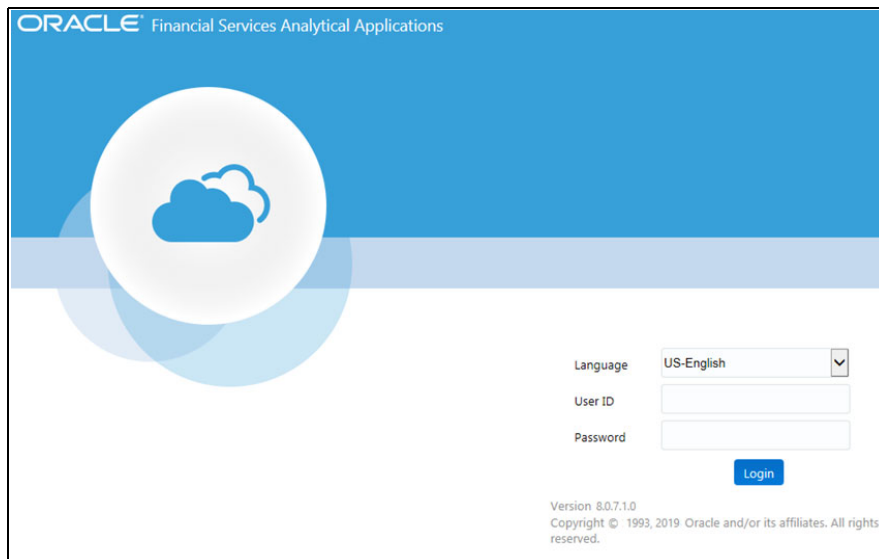 ORACLE® Financial Services Analytical Applications
Language US-English
User ID
Password
Login
Version 8.0.7.1.0
Copyright © 1993, 2019 Oracle and/or its affiliates. All rights
reserved.